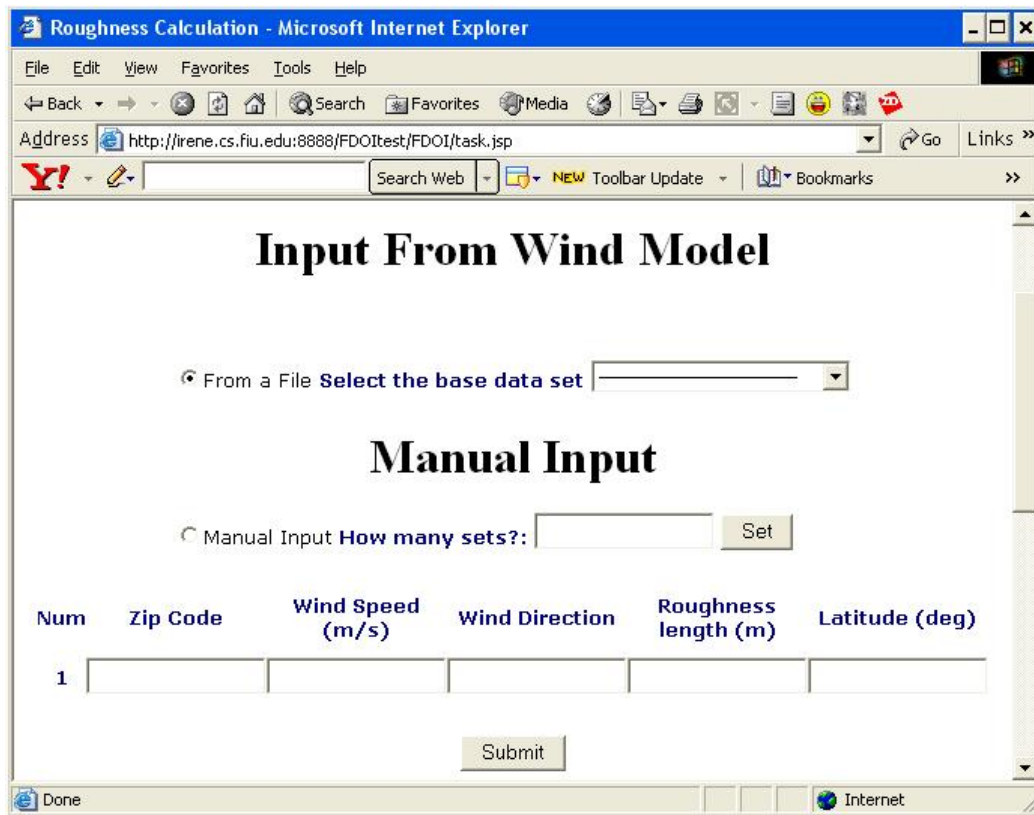 Roughness Calculation - Microsoft Internet Explorer
File Edit View Favorites Tools Help
Back Search Favorites Media
Address http://irene.cs.fiu.edu:8888/FDOItest/FDOI/task.jsp Go Links »
Y! Search Web NEW Toolbar Update Bookmarks »
Input From Wind Model
From a File Select the base data set
Manual Input
Manual Input How many sets?: Set
Num Zip Code Wind Speed (m/s) Wind Direction Roughness length (m) Latitude (deg)
1
Submit
Done Internet